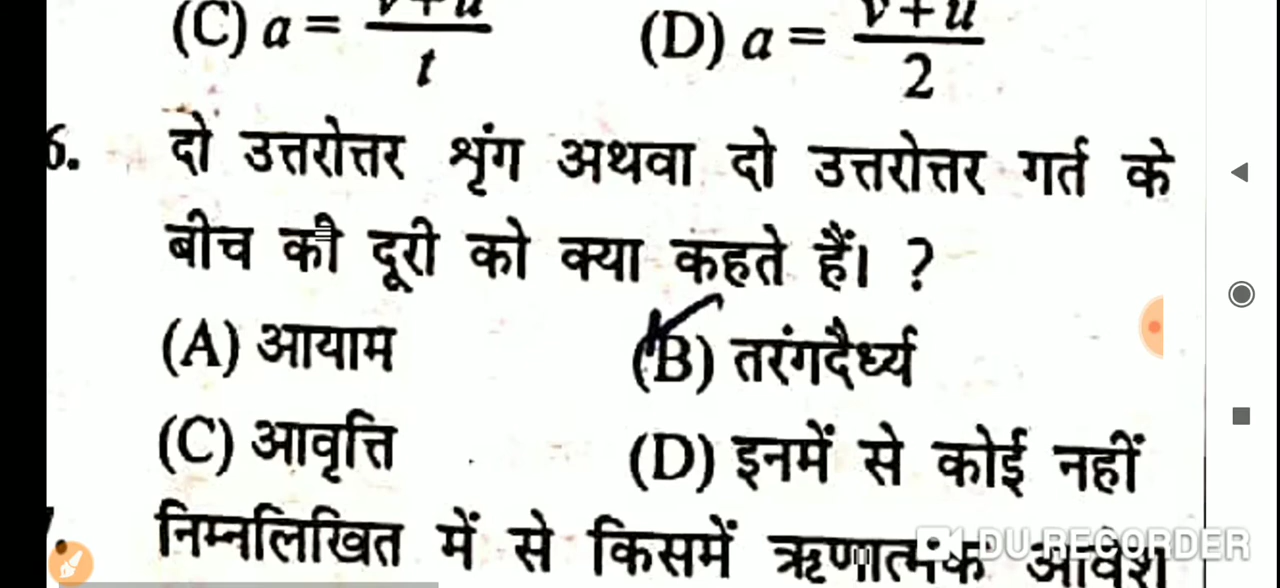 (C) a = v+u/t (D) a = v+u/2
6. दो उत्तरोत्तर शृंग अथवा दो उत्तरोत्तर गर्त के
बीच की दूरी को क्या कहते हैं। ?
(A) आयाम (B) तरंगदैर्ध्य
(C) आवृत्ति (D) इनमें से कोई नहीं
निम्नलिखित में से किसमें ऋणात्मक आवेश
DU RECORDER